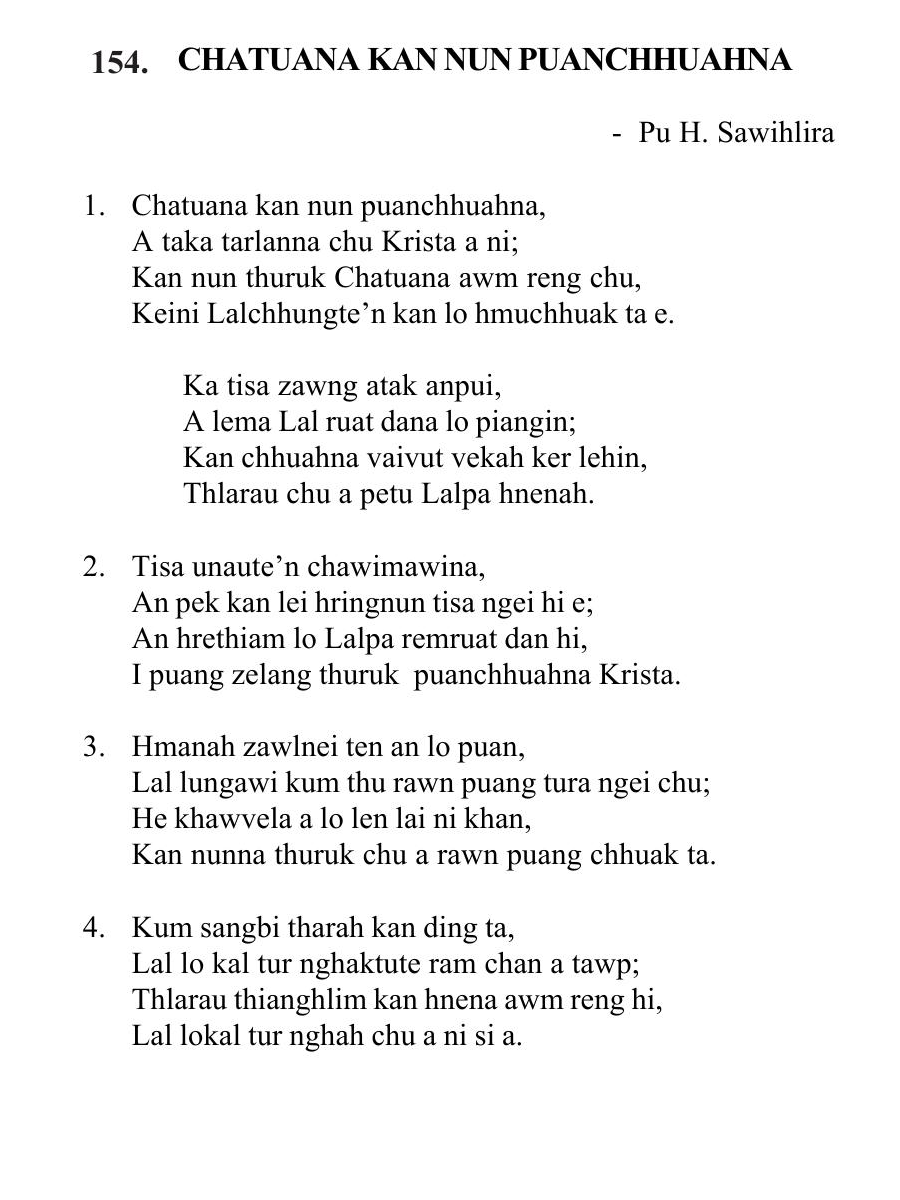 154. CHATUANA KAN NUN PUANCHHUAHNA
- Pu H. Sawihlira
1. Chatuana kan nun puanchhuahna,
A taka tarlanna chu Krista a ni;
Kan nun thuruk Chatuana awm reng chu,
Keini Lalchhungte’n kan lo hmuchhuak ta e.
Ka tisa zawng atak anpui,
A lema Lal ruat dana lo piangin;
Kan chhuahna vaivut vekah ker lehin,
Thlarau chu a petu Lalpa hnenah.
2. Tisa unaute’n chawimawina,
An pek kan lei hringnun tisa ngei hi e;
An hrethiam lo Lalpa remruat dan hi,
I puang zelang thuruk puanchhuahna Krista.
3. Hmanah zawlnei ten an lo puan,
Lal lungawi kum thu rawn puang tura ngei chu;
He khawvela a lo len lai ni khan,
Kan nunna thuruk chu a rawn puang chhuak ta.
4. Kum sangbi tharah kan ding ta,
Lal lo kal tur nghaktute ram chan a tawp;
Thlarau thianghlim kan hnena awm reng hi,
Lal lokal tur nghah chu a ni si a.